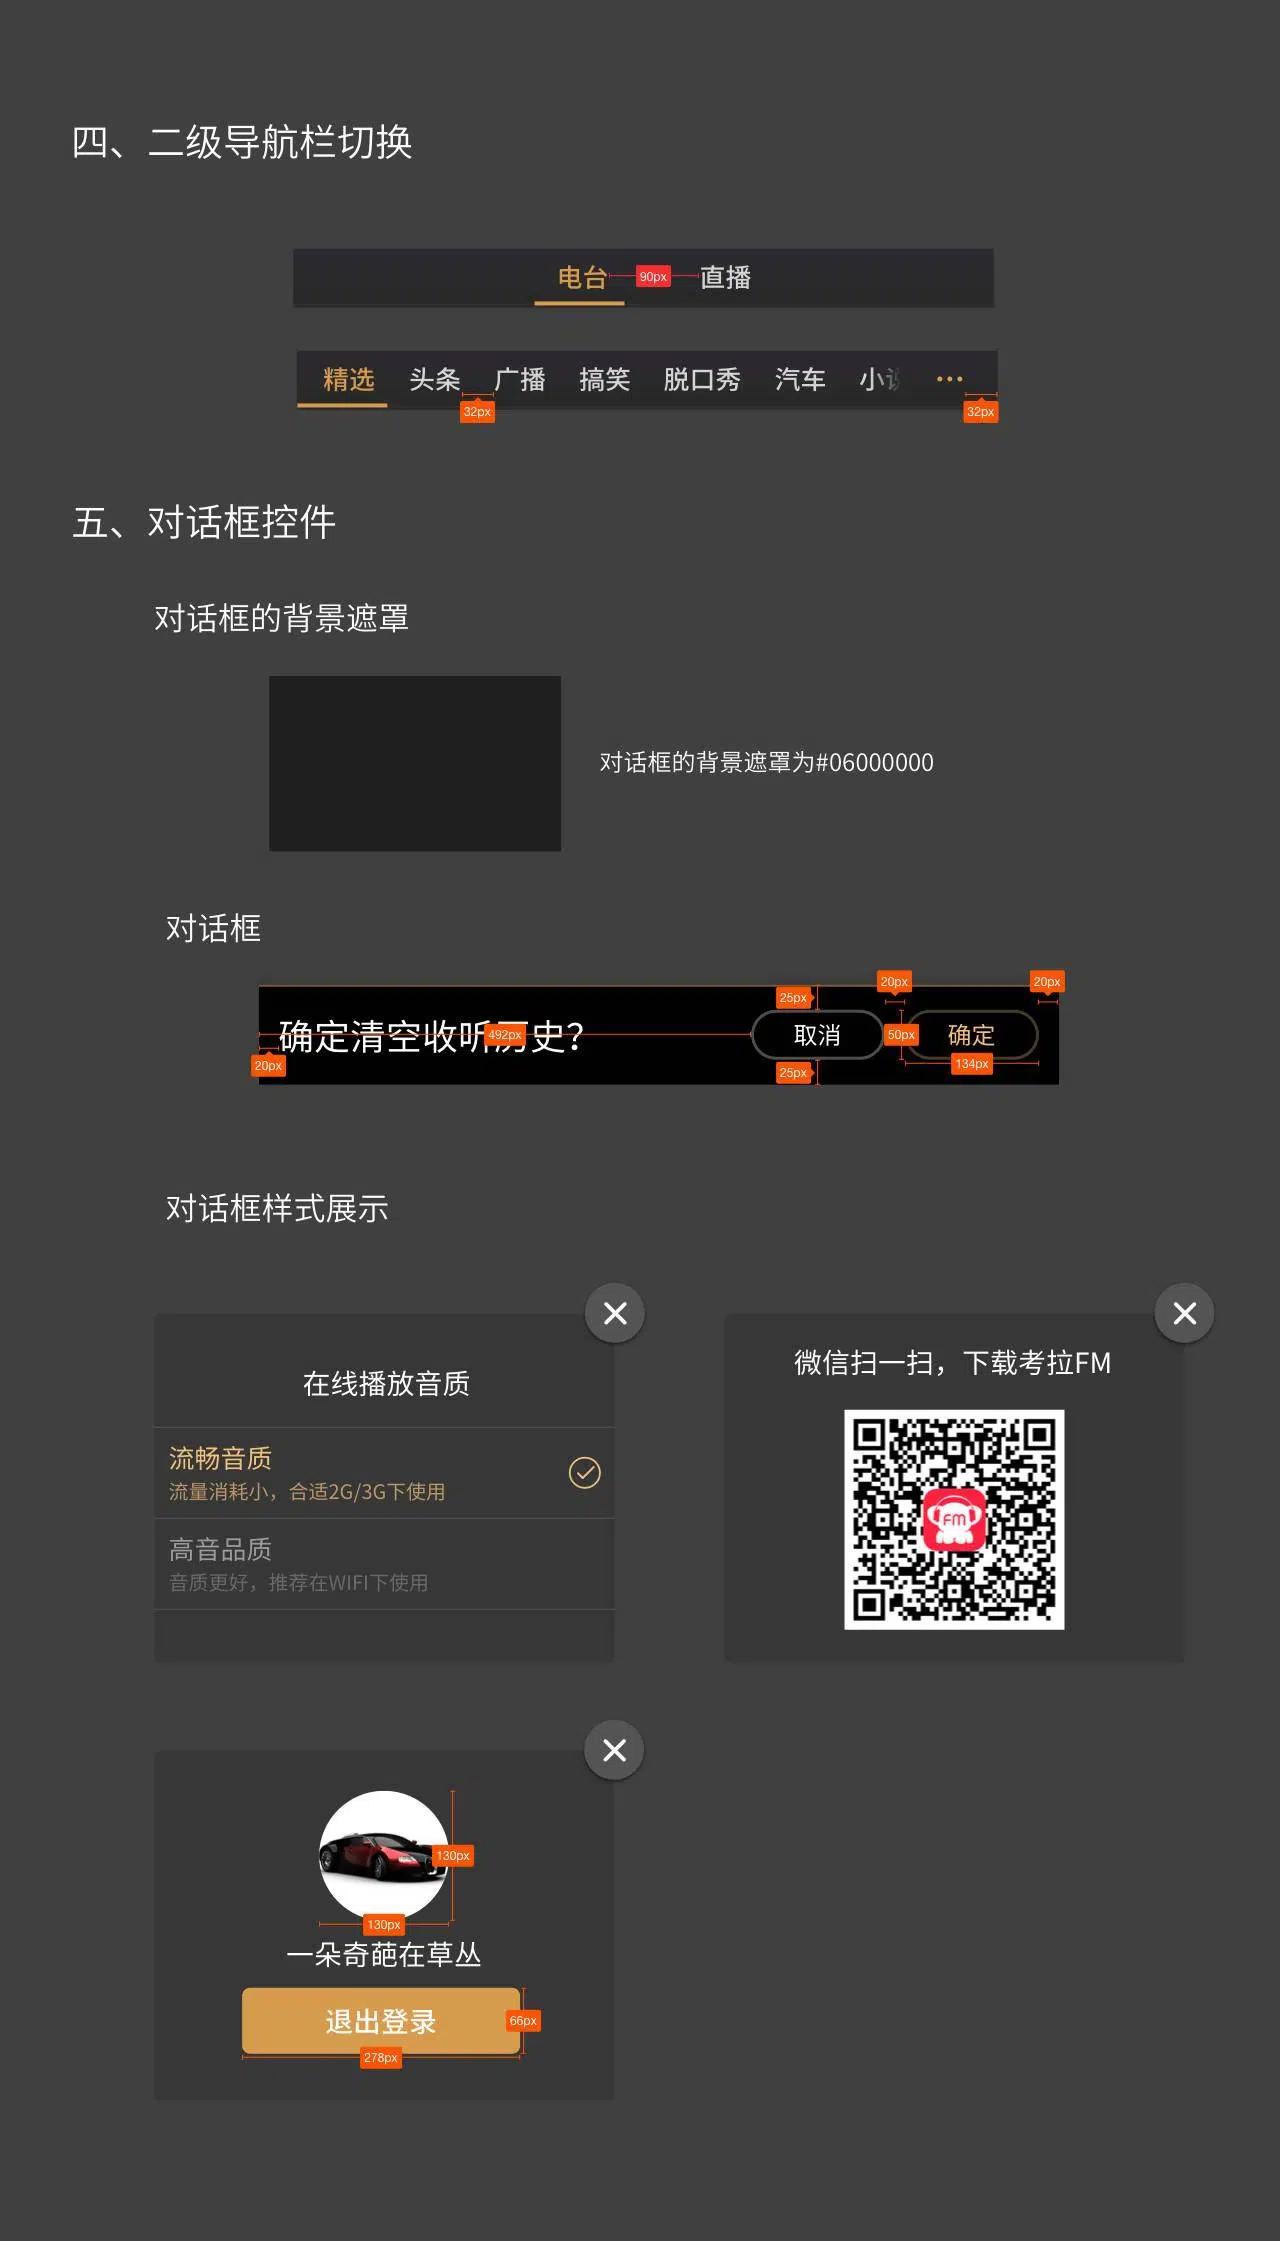 四、二级导航栏切换
电台 90px 直播
精选 头条 广播 搞笑 脱口秀 汽车 小 ···
32px 32px
五、对话框控件
对话框的背景遮罩
对话框的背景遮罩为#06000000
对话框
20px 20px
25px
确定清空收听历史? 492px 取消 50px 确定
20px 25px 134px
对话框样式展示
在线播放音质
流畅音质
流量消耗小，合适2G/3G下使用
高音品质
音质更好，推荐在WIFI下使用
微信扫一扫，下载考拉FM
FM
130px
130px
一朵奇葩在草丛
退出登录 66px
278px